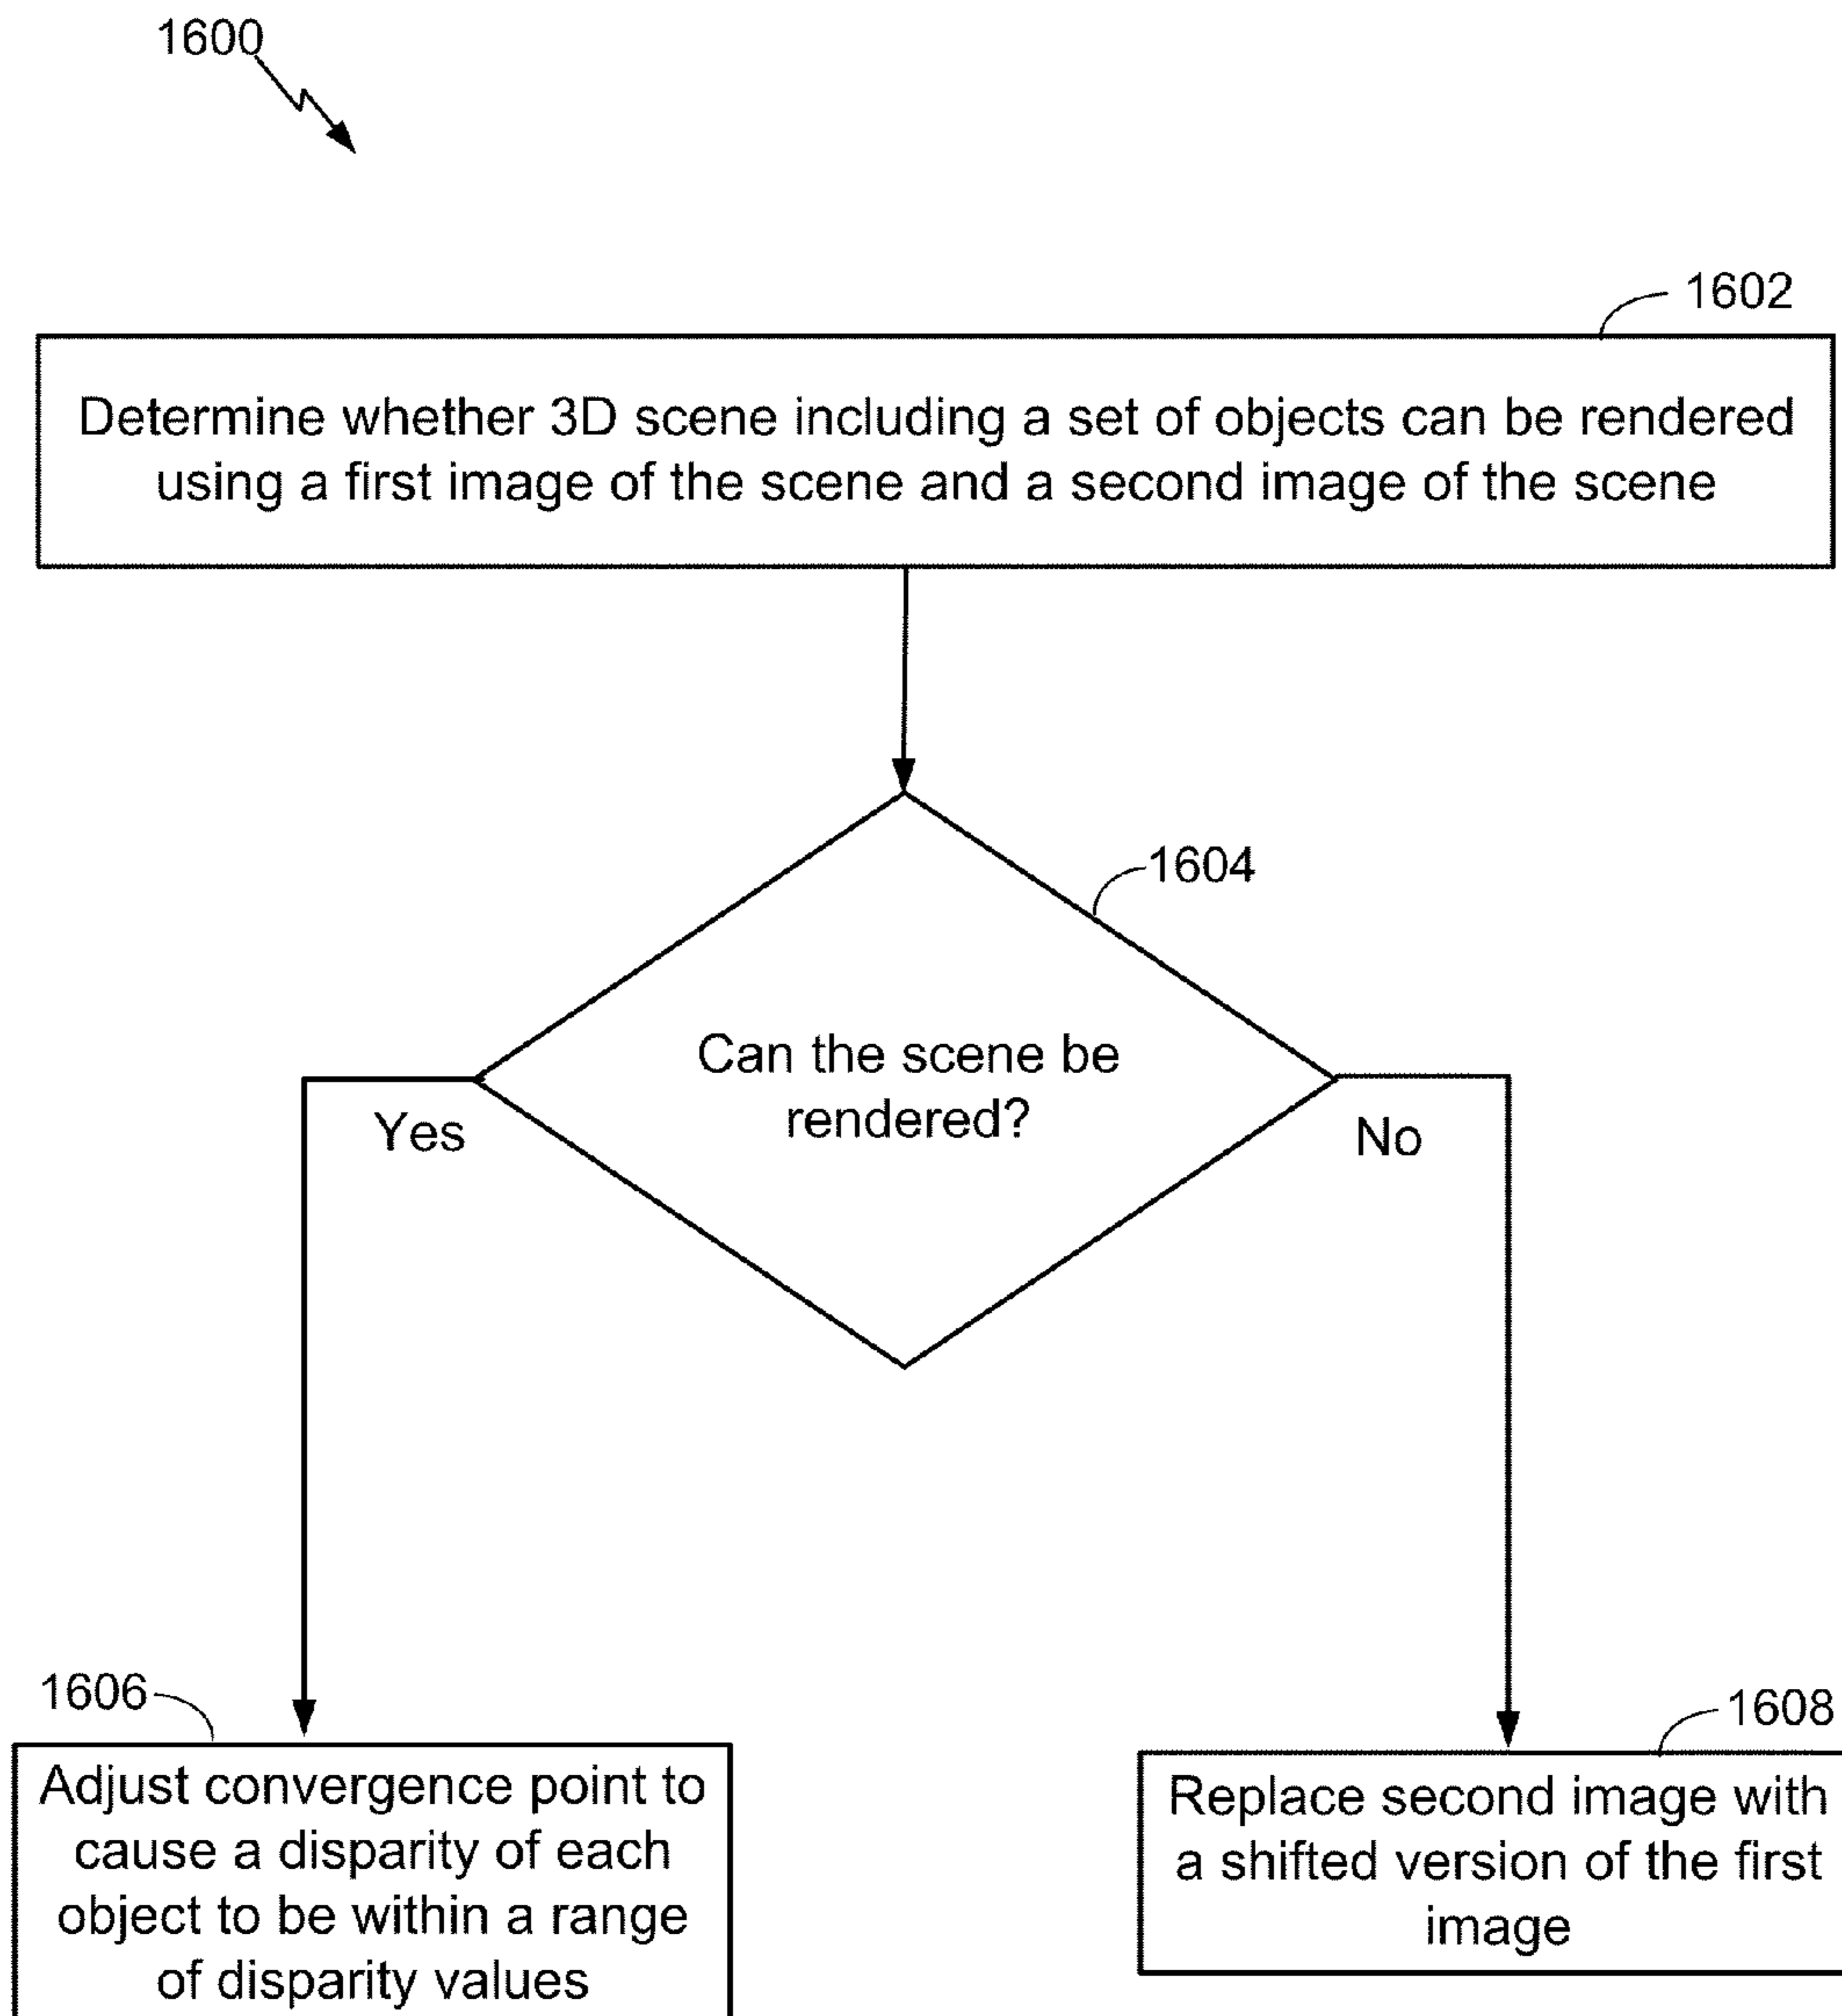 1600
1602
Determine whether 3D scene including a set of objects can be rendered
using a first image of the scene and a second image of the scene
1604
Can the scene be
rendered?
Yes
No
1606
Adjust convergence point to
cause a disparity of each
object to be within a range
of disparity values
1608
Replace second image with
a shifted version of the first
image